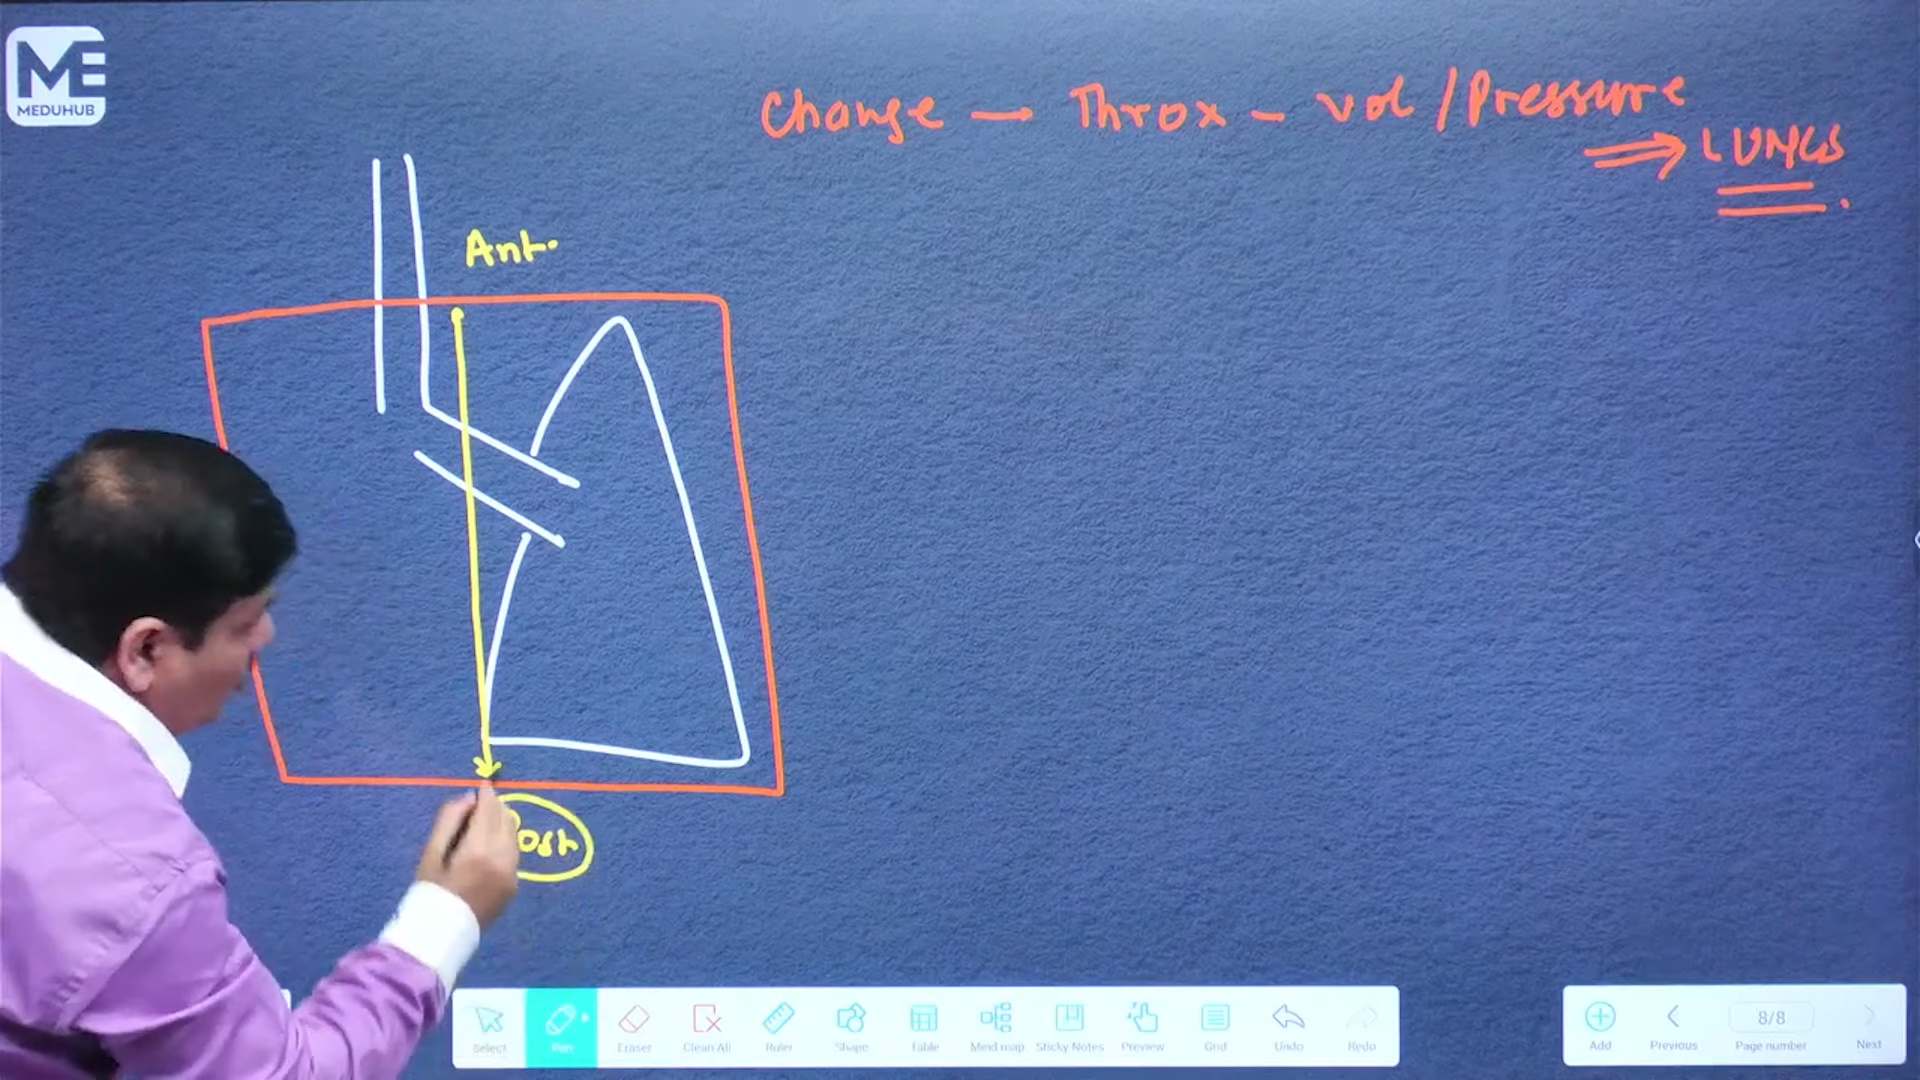 ME
MEDUHUB
Change → Throx - vol / Pressure
⇒ LUNGS
Ant.
Post
Select Pen Eraser Clean All Ruler Shape Table Mind map Sticky Notes Preview Grid Undo Redo
Add Previous 8/8 Page number Next